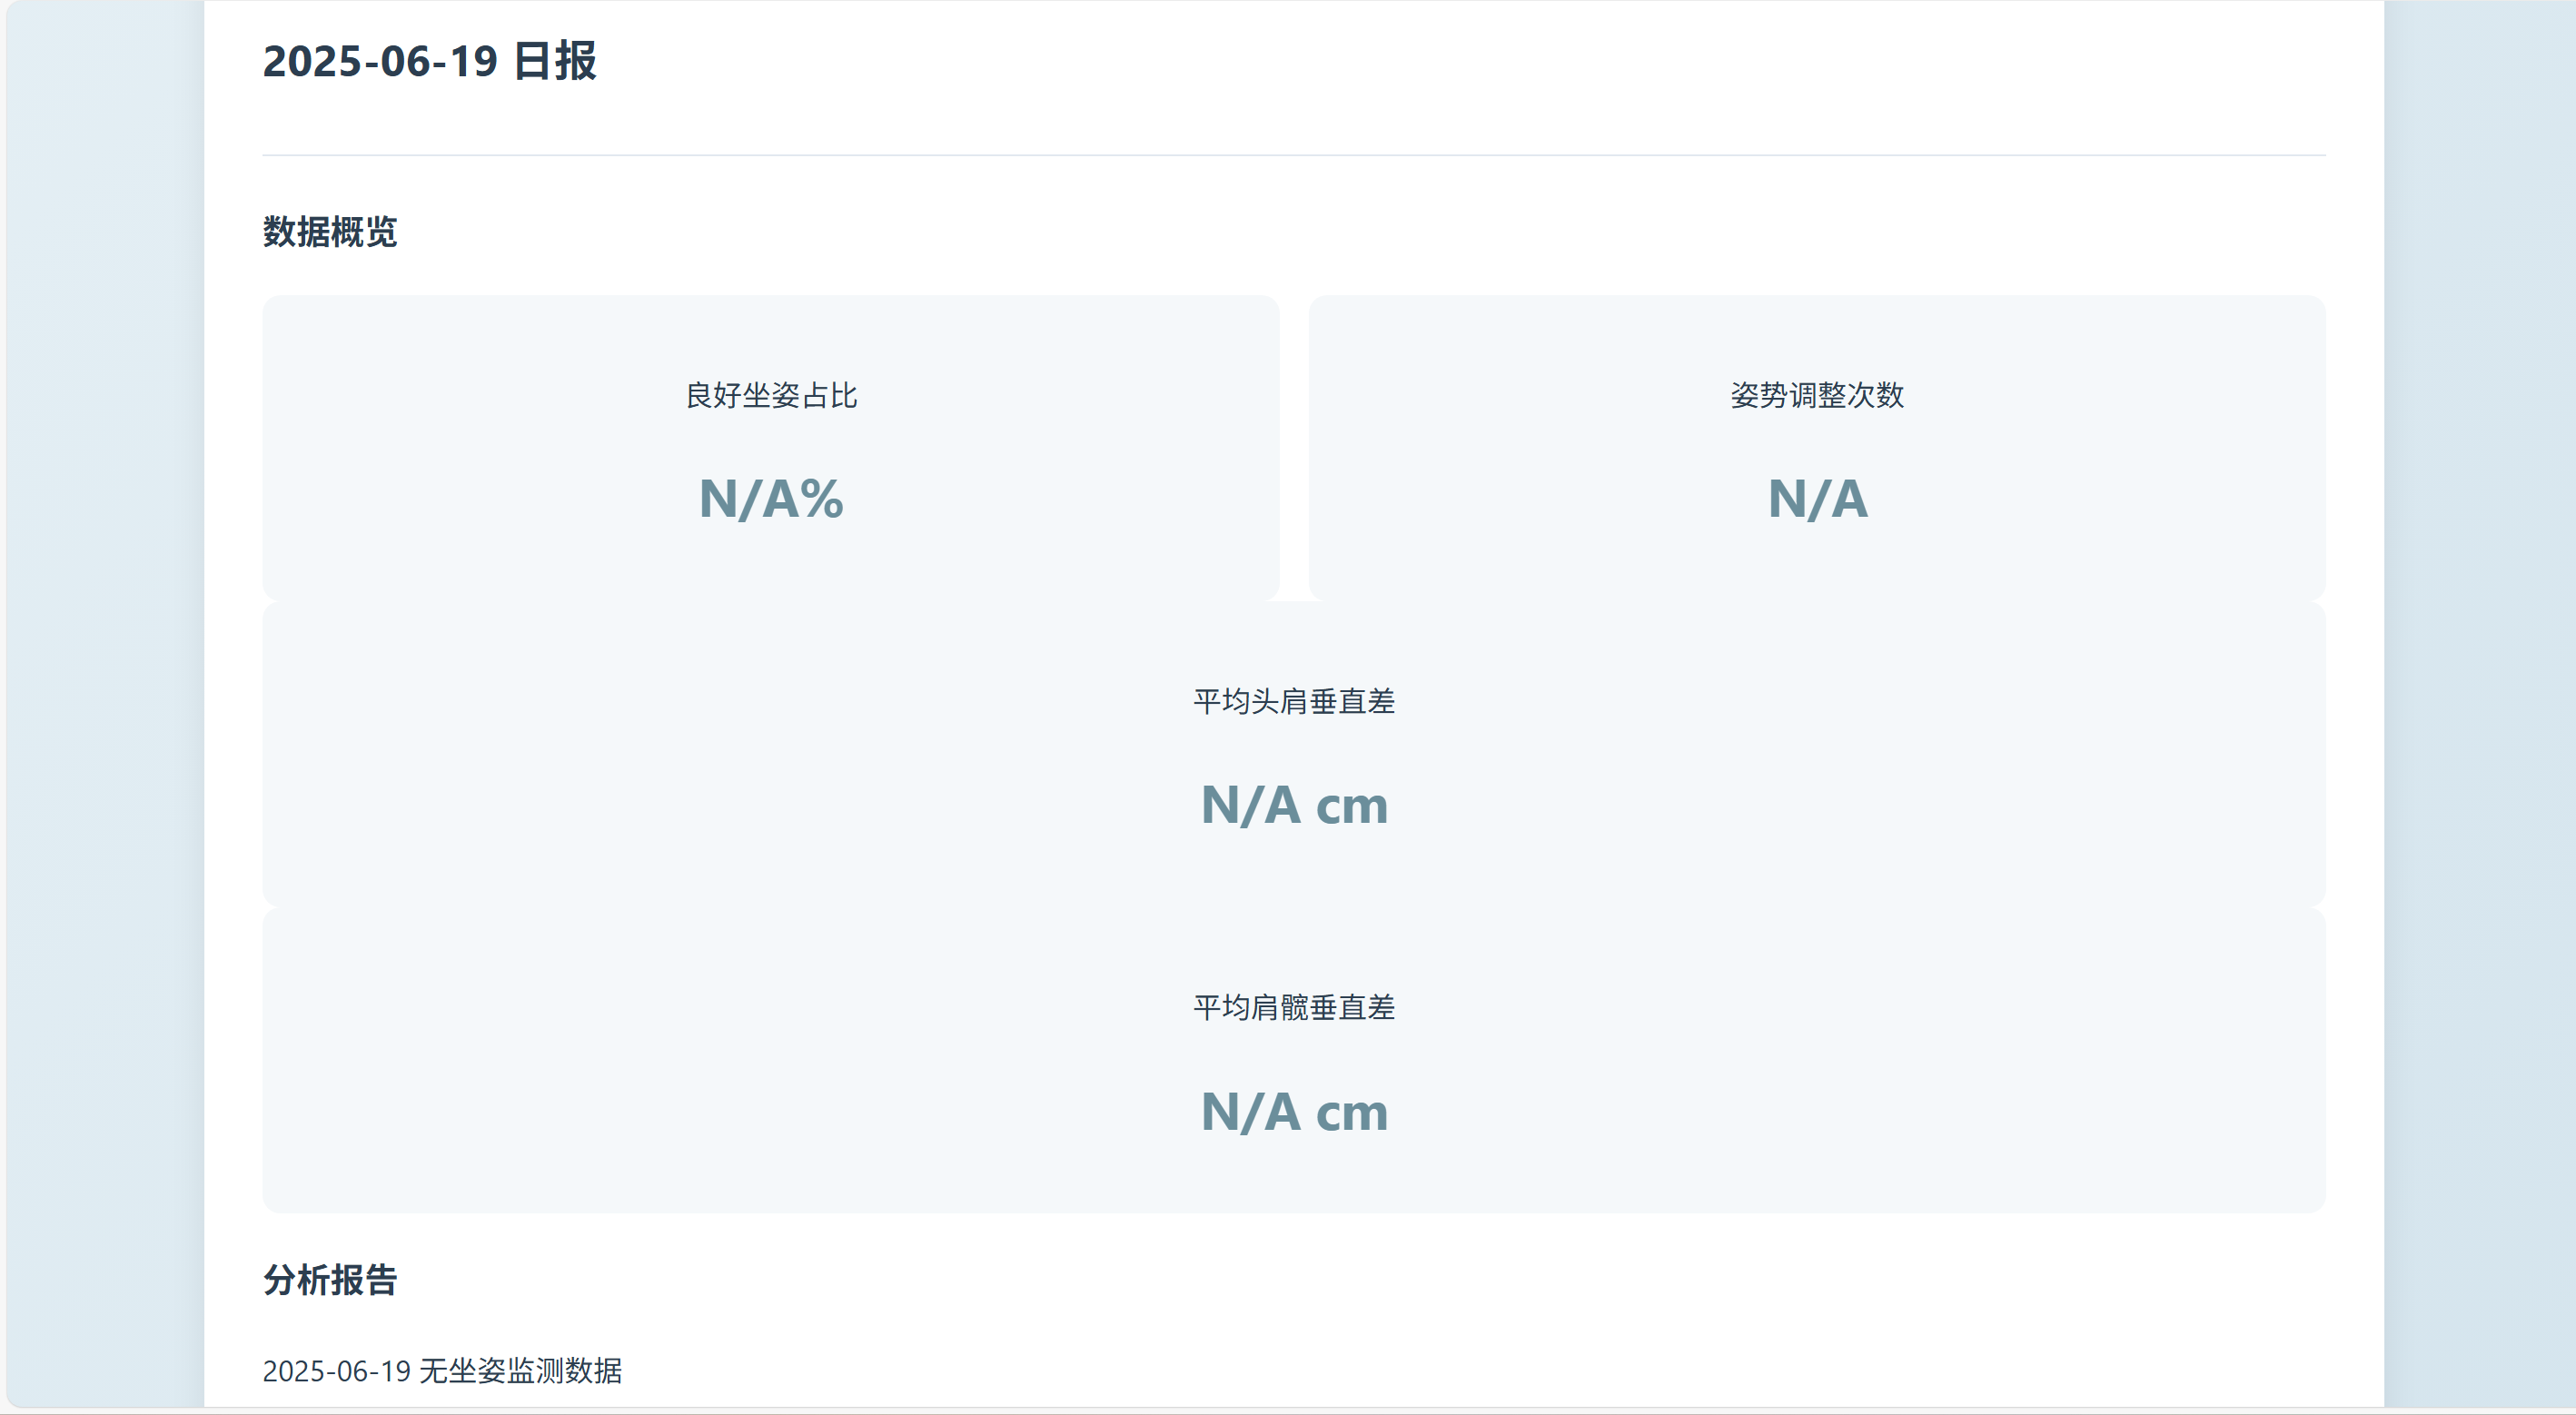 2025-06-19 日报
数据概览
良好坐姿占比
N/A%
姿势调整次数
N/A
平均头肩垂直差
N/A cm
平均肩髋垂直差
N/A cm
分析报告
2025-06-19 无坐姿监测数据